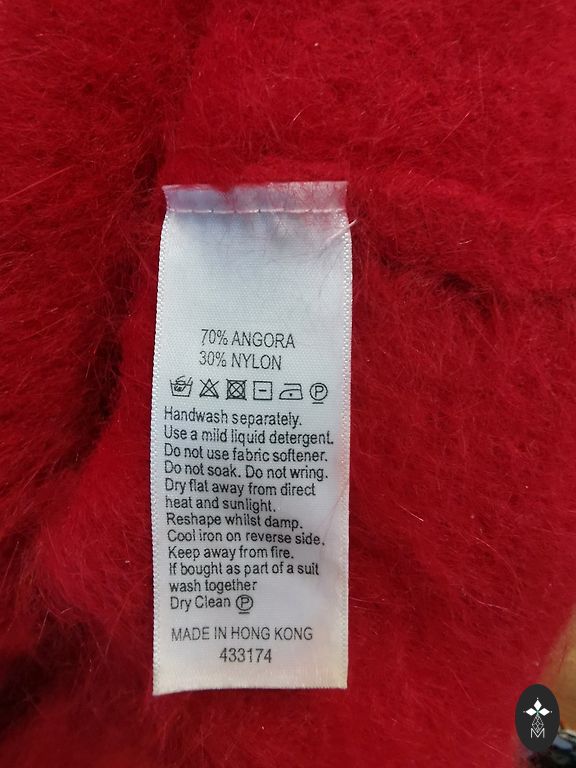 70% ANGORA
30% NYLON
P
Handwash separately.
Use a mild liquid detergent.
Do not use fabric softener.
Do not soak. Do not wring.
Dry flat away from direct
heat and sunlight.
Reshape whilst damp.
Cool iron on reverse side.
Keep away from fire.
If bought as part of a suit
wash together
Dry Clean P
MADE IN HONG KONG
433174
M